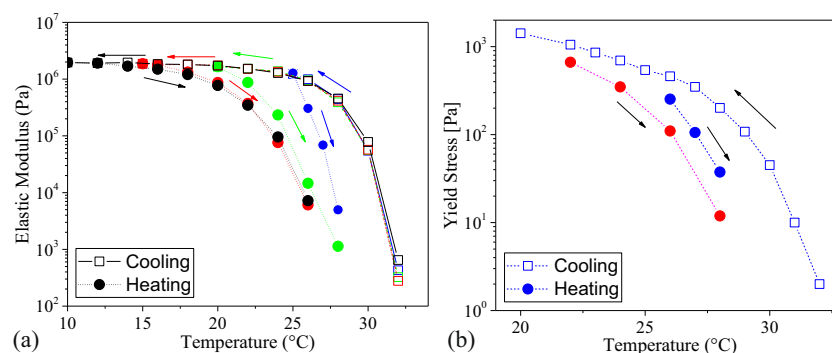 10⁷
10⁶
10⁵
10⁴
10³
10²
Elastic Modulus (Pa)
Cooling
Heating
10 15 20 25 30
(a) Temperature (°C)
10³
10²
10¹
10⁰
Yield Stress [Pa]
Cooling
Heating
20 25 30
(b) Temperature (°C)